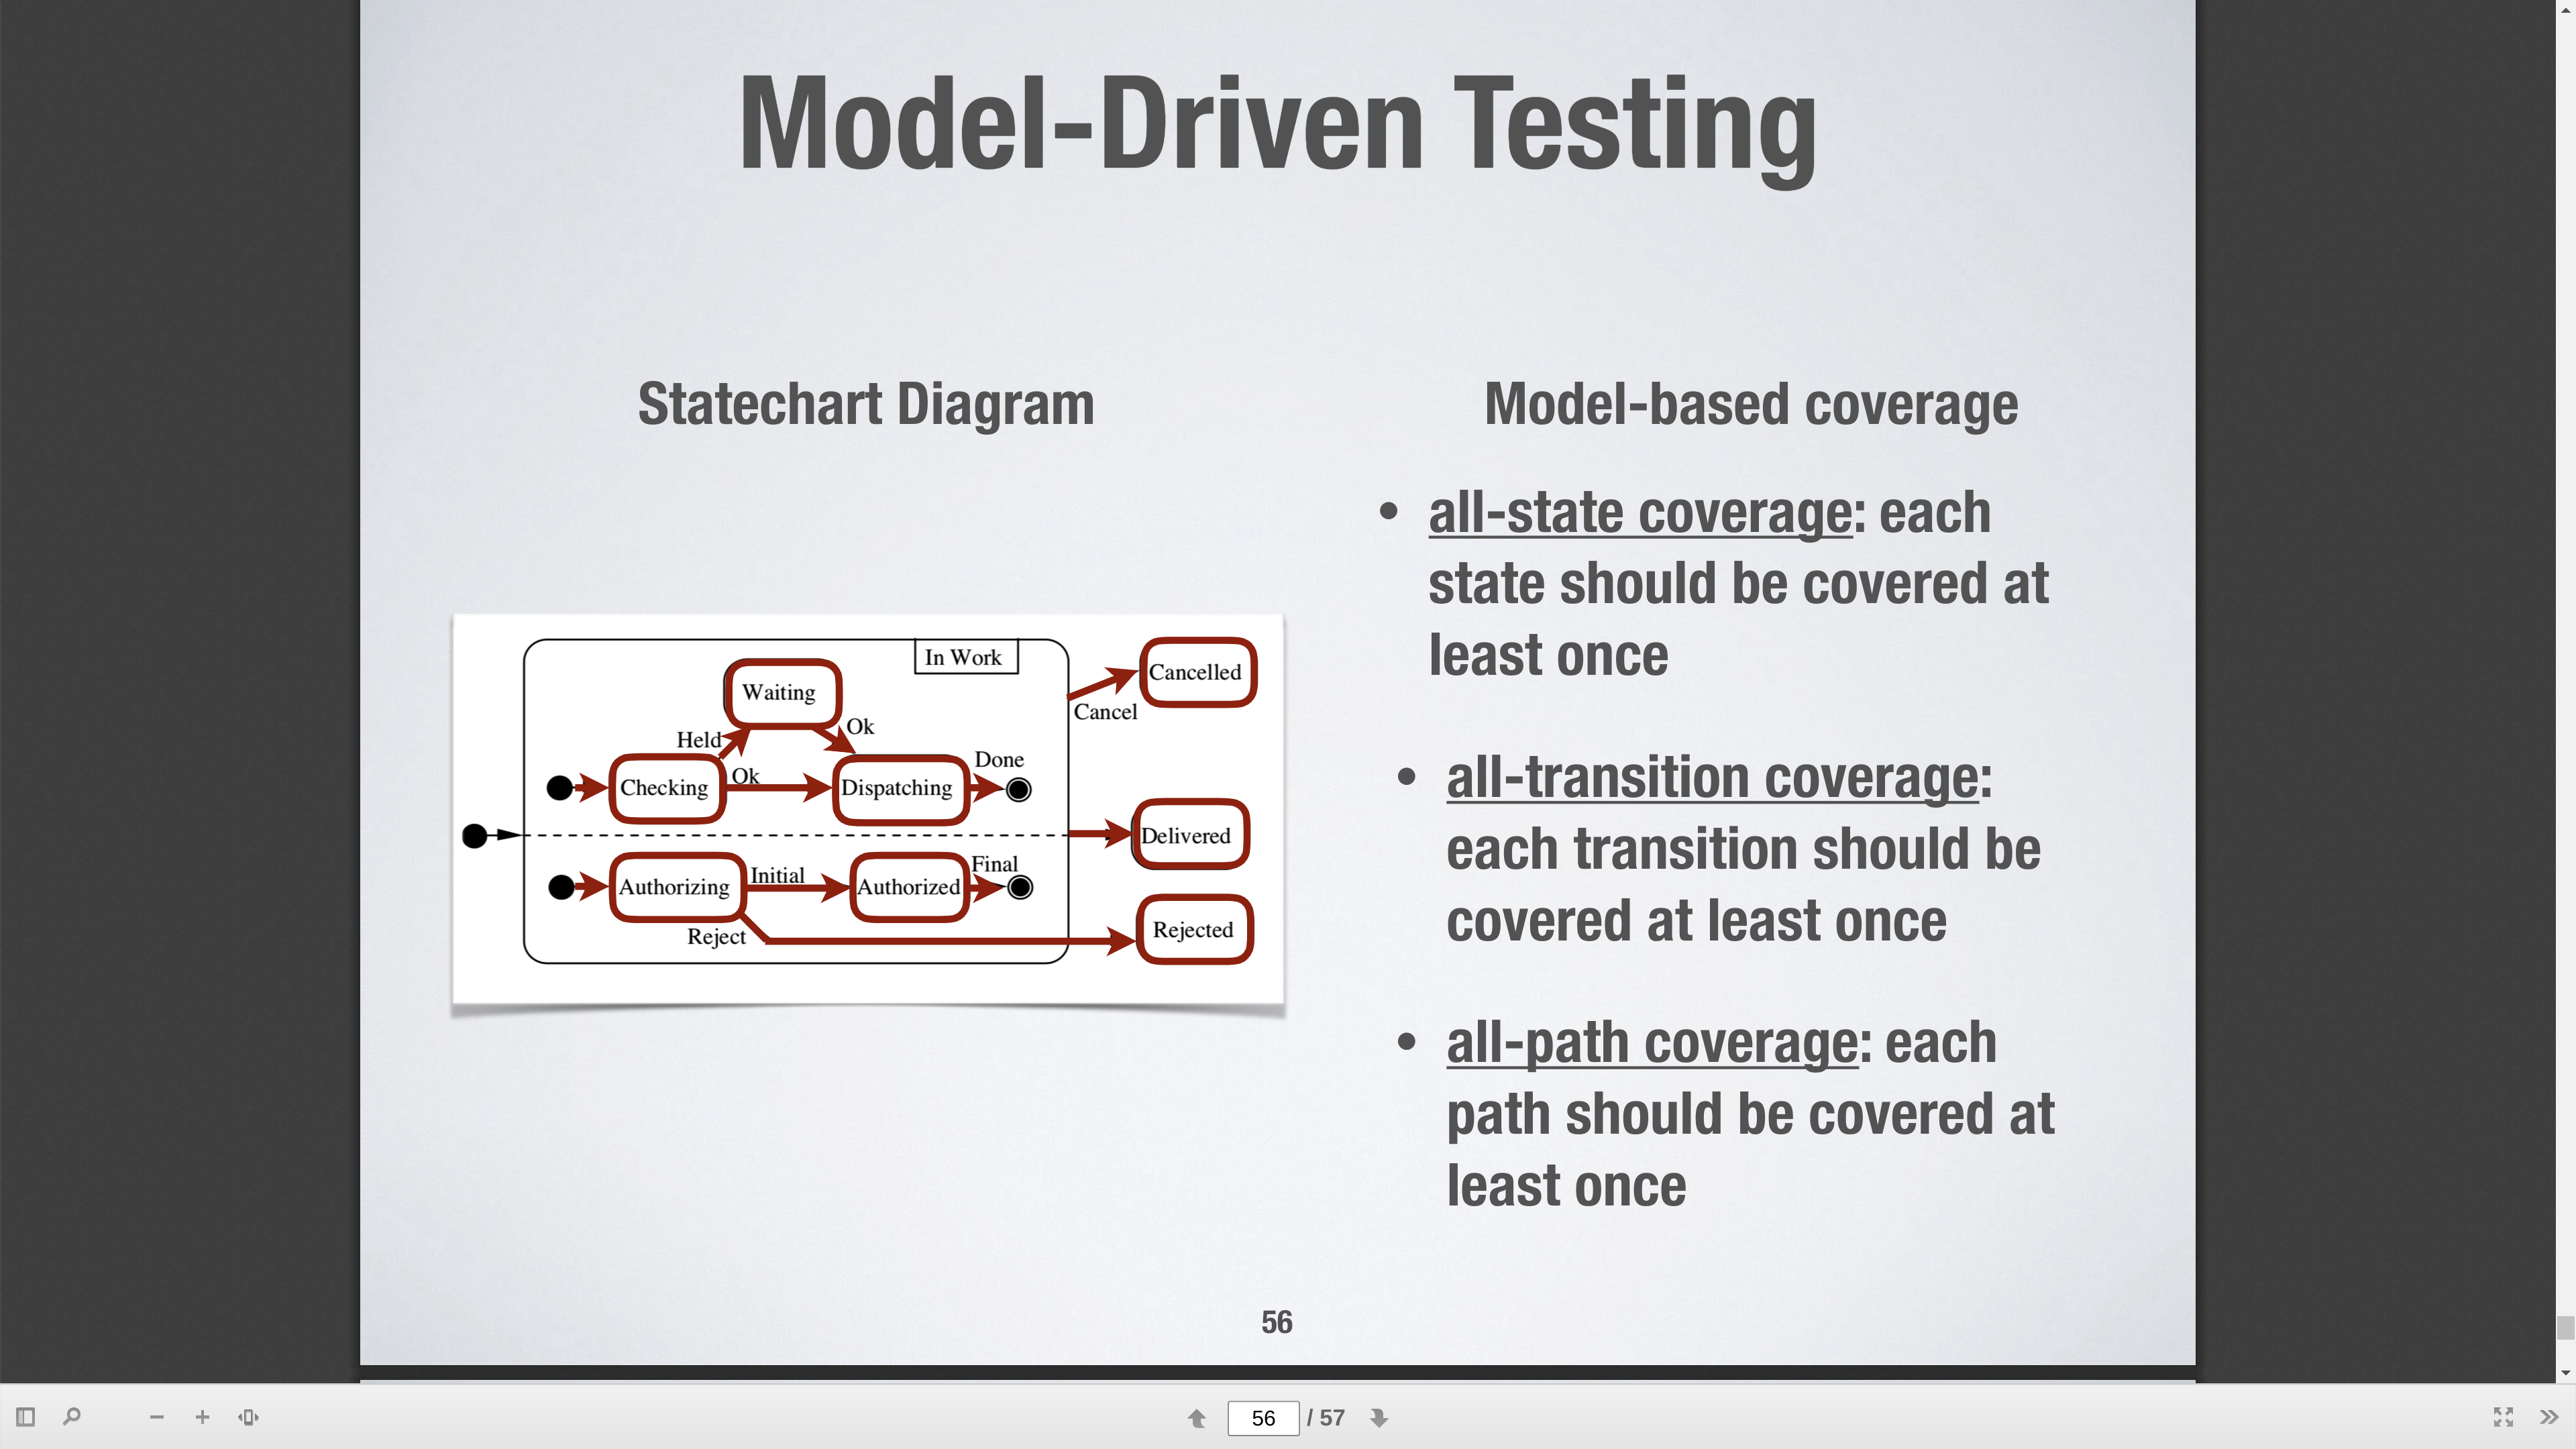 Model-Driven Testing
Statechart Diagram
In Work
Waiting
Cancelled
Cancel
Held
Ok
Ok
Done
Checking
Dispatching
Delivered
Authorizing
Initial
Authorized
Final
Reject
Rejected
Model-based coverage
• all-state coverage: each
state should be covered at
least once
• all-transition coverage:
each transition should be
covered at least once
• all-path coverage: each
path should be covered at
least once
56
56 / 57